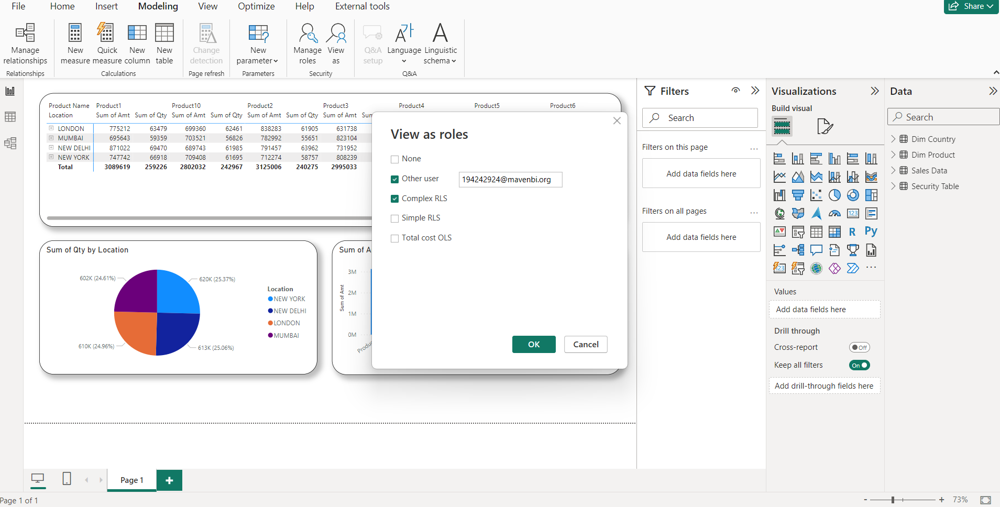 File Home Insert Modeling View Optimize Help External tools Share
Manage relationships
New measure
Quick measure
New column
New table
Change detection
New parameter
Manage roles
View as
Q&A setup
Language
Linguistic schema
Relationships Calculations Page refresh Parameters Security Q&A
Product Name Product1 Product10 Product2 Product3 Product4 Product5 Product6
Location Sum of Amt Sum of Qty Sum of Amt Sum of Qty Sum of Amt Sum of Qty Sum of Amt Sum
LONDON 775212 63479 699360 62461 838283 61905 631738
MUMBAI 695643 59359 703521 56826 782992 55651 823104
NEW DELHI 871022 69470 689743 61985 791457 63962 731952
NEW YORK 747742 66918 709408 61695 712274 58757 808239
Total 3089619 259226 2802032 242967 3125006 240275 2995033
Sum of Qty by Location
602K (24.61%)
620K (25.37%)
610K (24.96%)
613K (25.06%)
Location
NEW YORK
NEW DELHI
LONDON
MUMBAI
Sum of A
Sum of Amt
3M
2M
1M
0M
Produc
View as roles
None
Other user 194242924@mavenbi.org
Complex RLS
Simple RLS
Total cost OLS
OK Cancel
Filters
Search
Filters on this page ...
Add data fields here
Filters on all pages ...
Add data fields here
Visualizations
Build visual
123
R Py
123
...
Values
Add data fields here
Drill through
Cross-report Off
Keep all filters On
Add drill-through fields here
Data
Search
Dim Country
Dim Product
Sales Data
Security Table
Page 1 +
Page 1 of 1
- + 73%